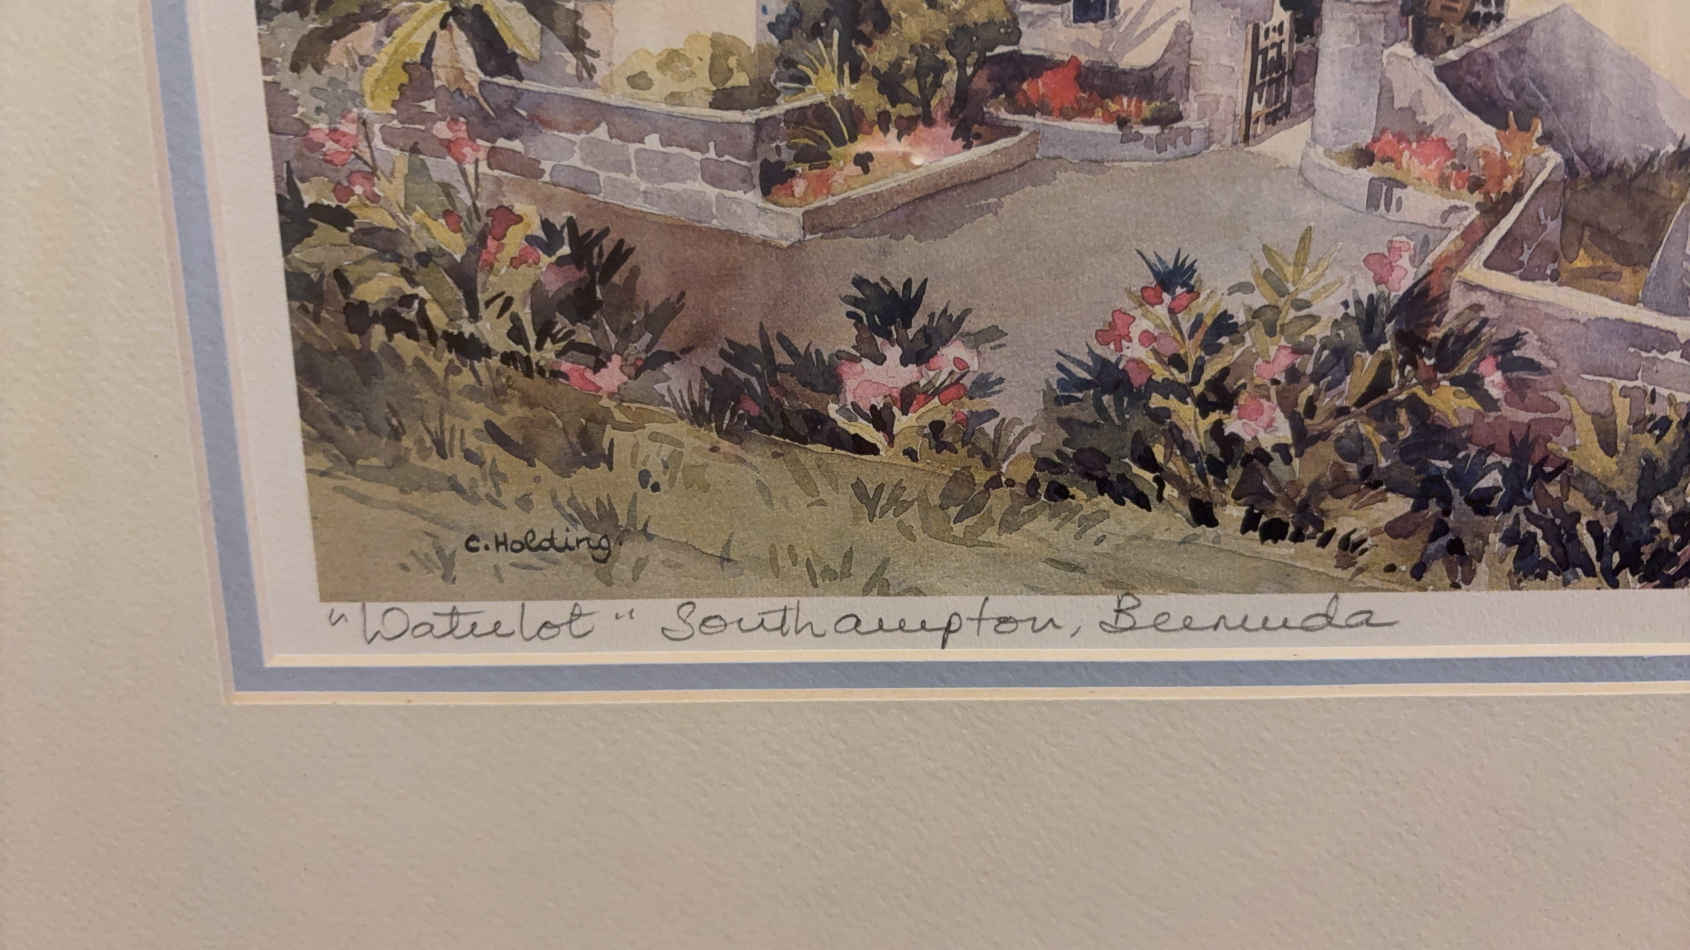 C. Holding
"Waterlot" Southampton, Bermuda